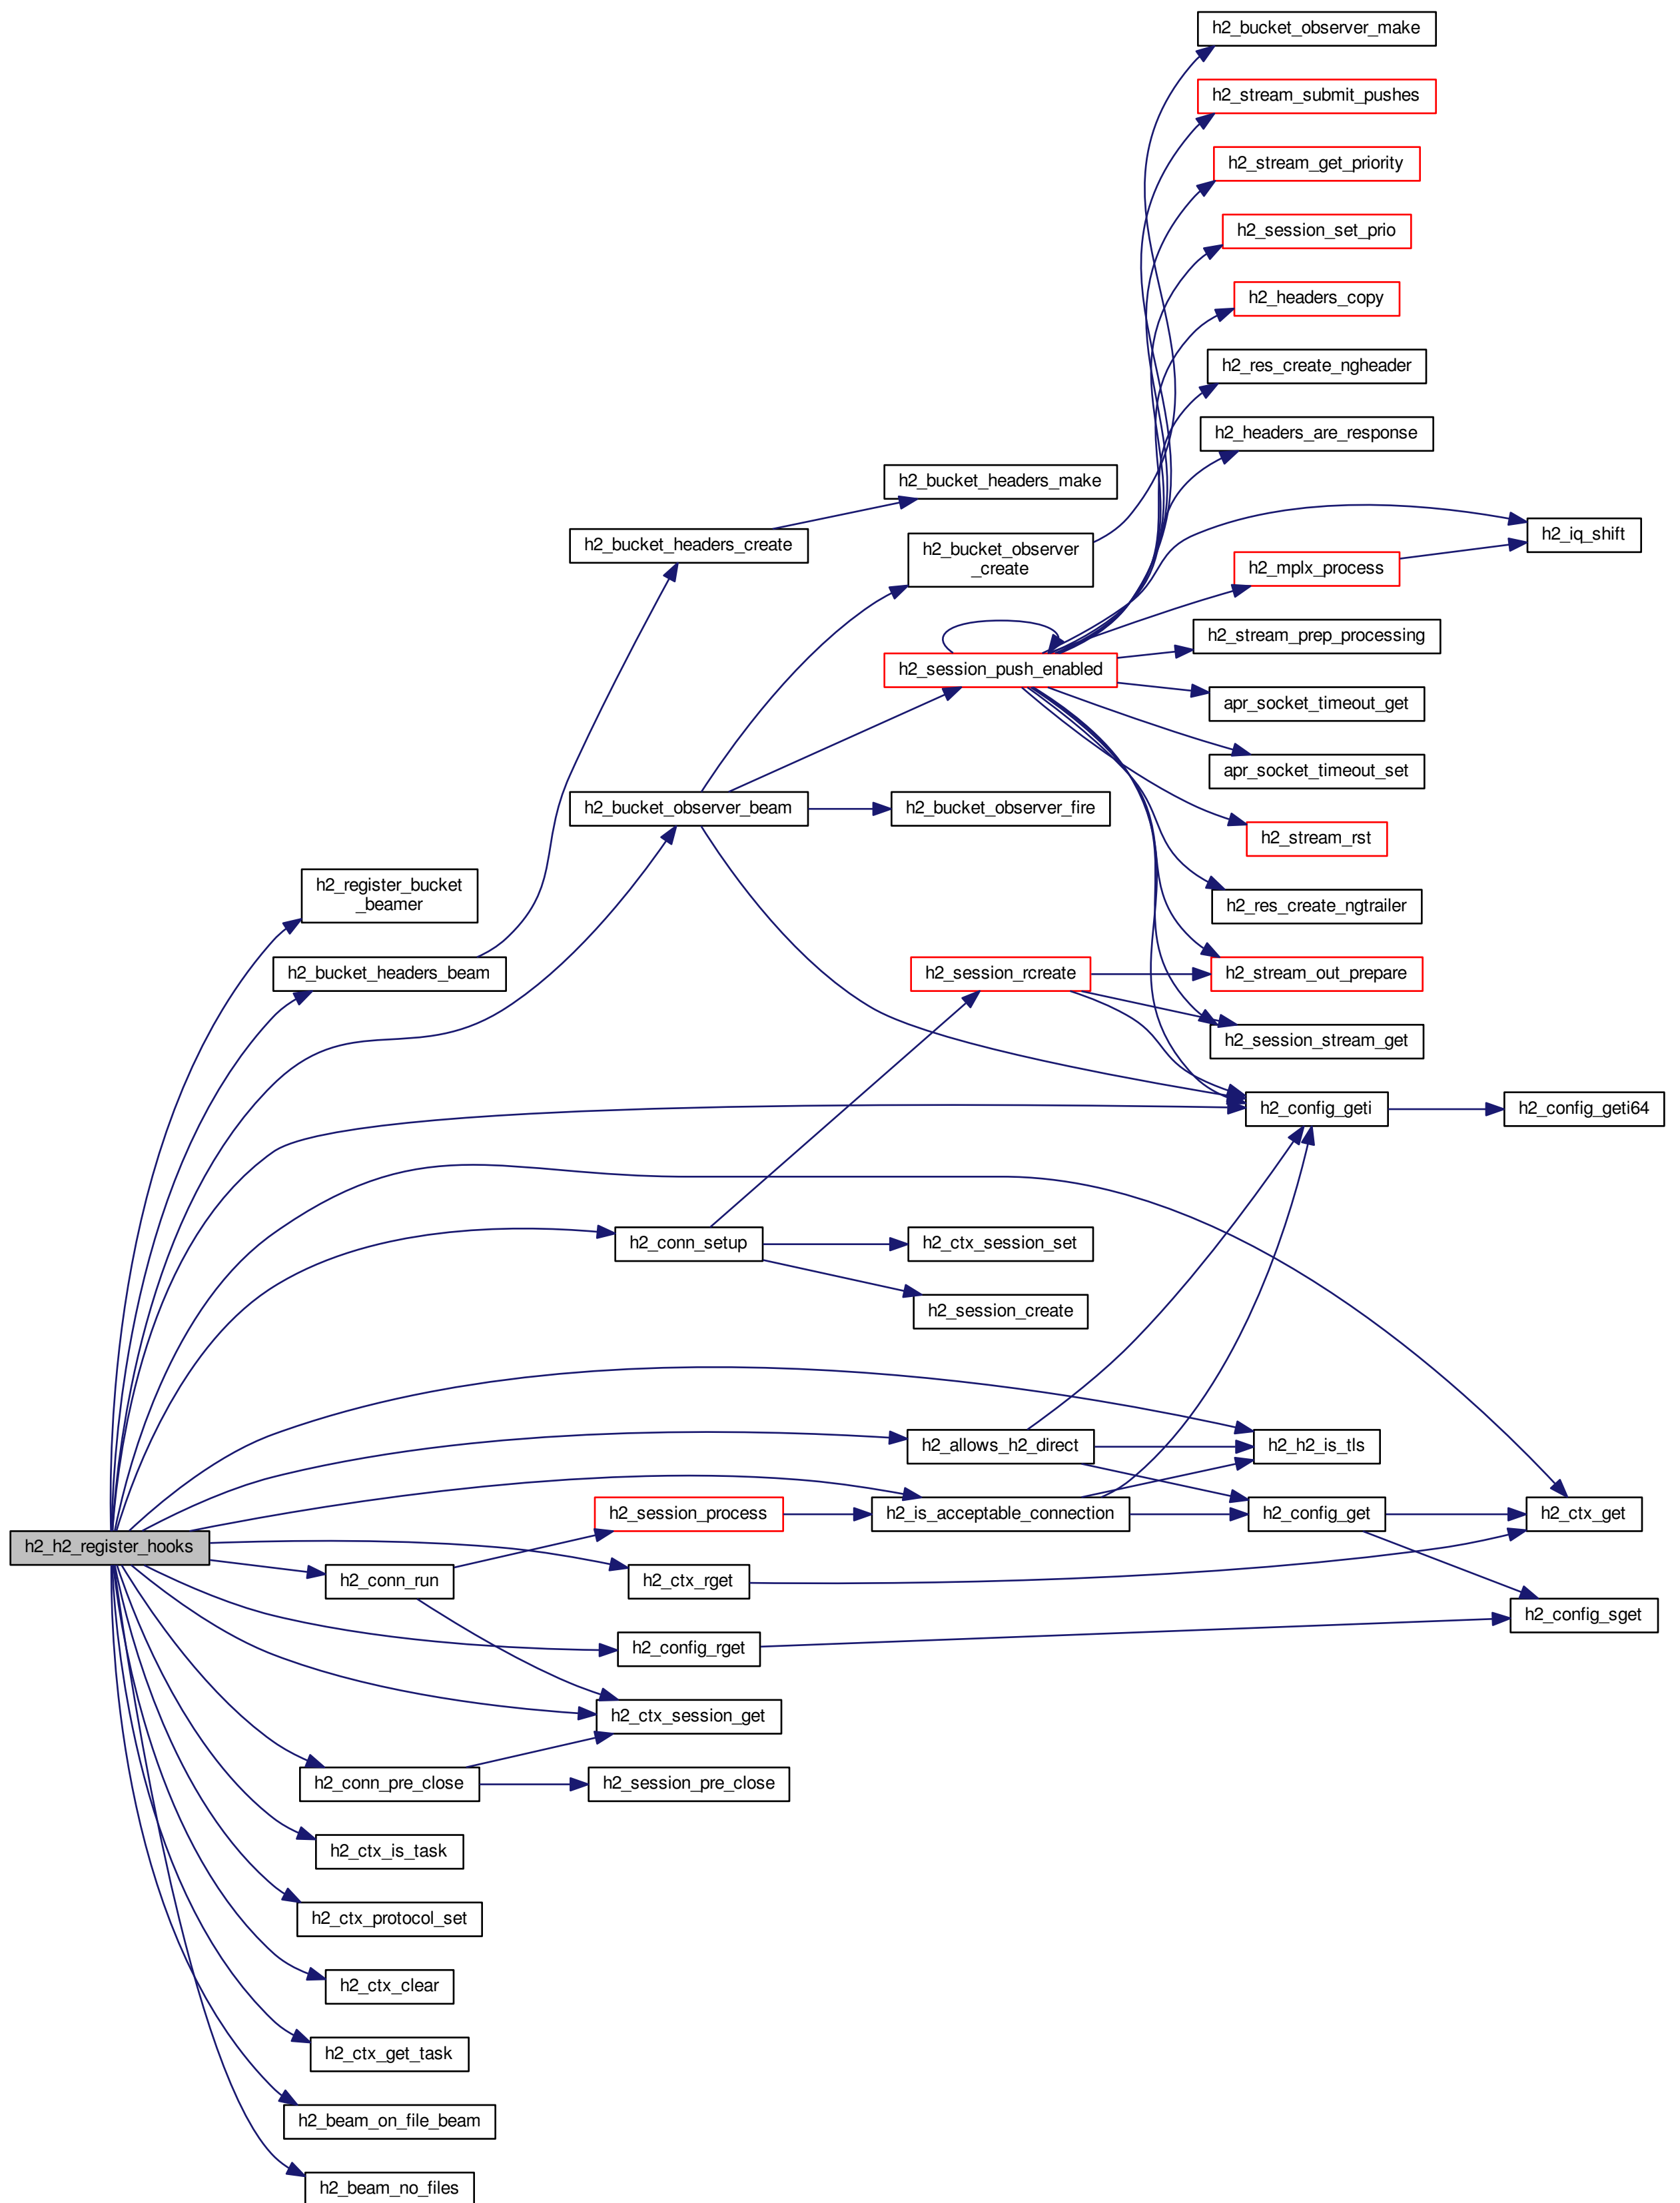 h2_bucket_observer_make
h2_stream_submit_pushes
h2_stream_get_priority
h2_session_set_prio
h2_headers_copy
h2_res_create_ngheader
h2_headers_are_response
h2_bucket_headers_make
h2_iq_shift
h2_bucket_headers_create
h2_bucket_observer
_create
h2_mplx_process
h2_stream_prep_processing
h2_session_push_enabled
apr_socket_timeout_get
apr_socket_timeout_set
h2_bucket_observer_beam
h2_bucket_observer_fire
h2_stream_rst
h2_register_bucket
_beamer
h2_res_create_ngtrailer
h2_bucket_headers_beam
h2_session_rcreate
h2_stream_out_prepare
h2_session_stream_get
h2_config_geti
h2_config_geti64
h2_conn_setup
h2_ctx_session_set
h2_session_create
h2_allows_h2_direct
h2_h2_is_tls
h2_session_process
h2_is_acceptable_connection
h2_config_get
h2_ctx_get
h2_h2_register_hooks
h2_conn_run
h2_ctx_rget
h2_config_sget
h2_config_rget
h2_ctx_session_get
h2_conn_pre_close
h2_session_pre_close
h2_ctx_is_task
h2_ctx_protocol_set
h2_ctx_clear
h2_ctx_get_task
h2_beam_on_file_beam
h2_beam_no_files